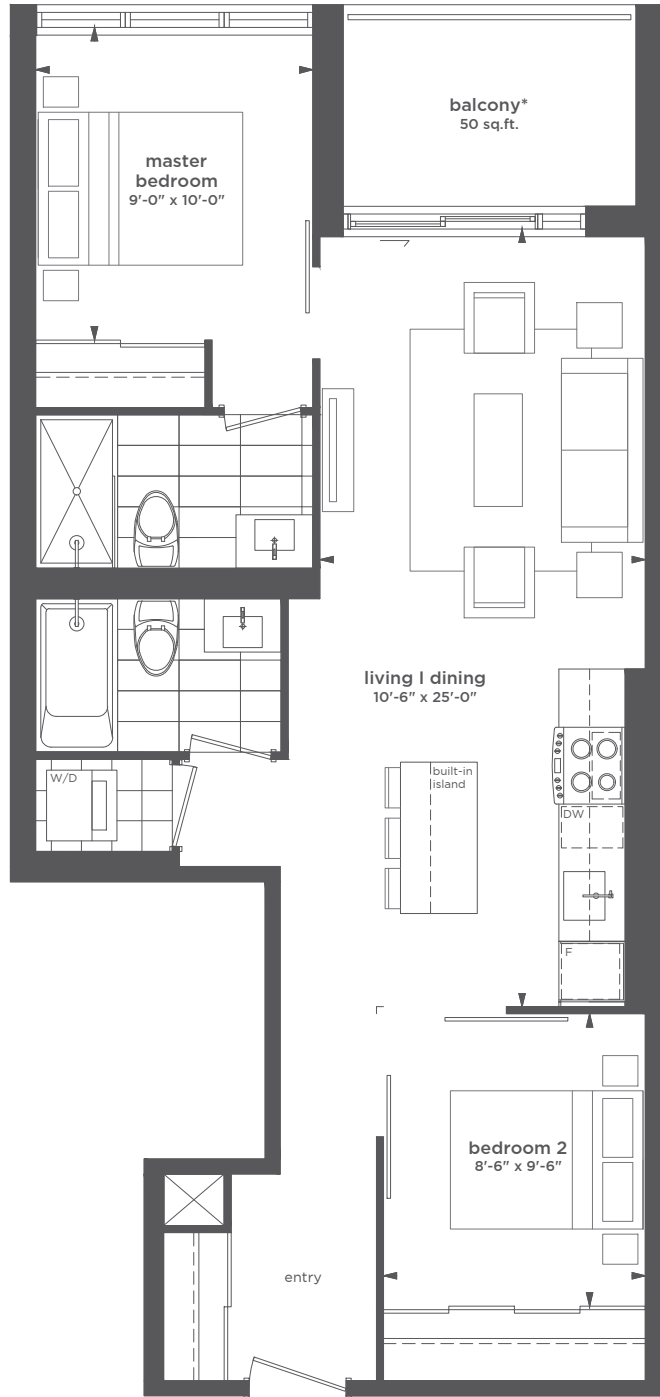 balcony*
50 sq.ft.
master
bedroom
9'-0" x 10'-0"
living I dining
10'-6" x 25'-0"
built-in
island
W/D
DW
F
bedroom 2
8'-6" x 9'-6"
entry